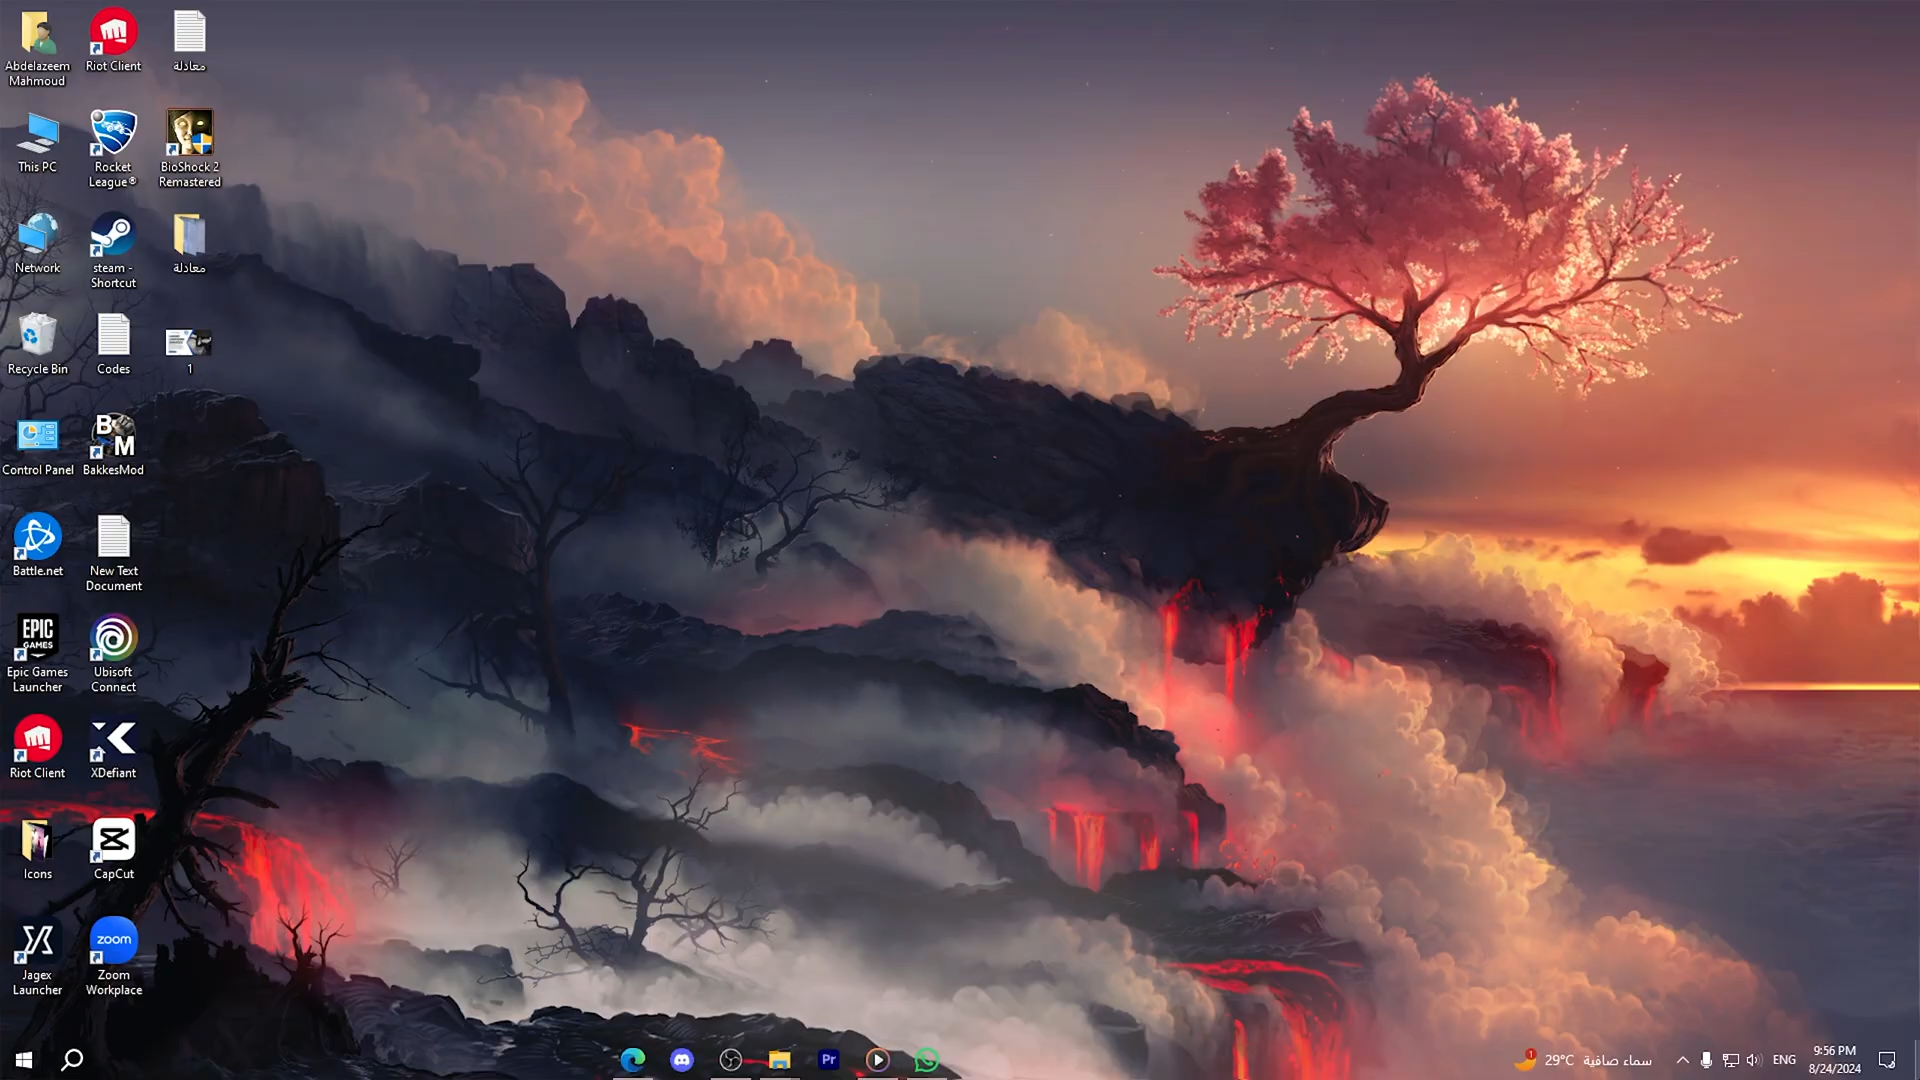 Abdelazeem
Mahmoud
Riot Client
معادلة
This PC
Rocket
League®
BioShock 2
Remastered
Network
steam -
Shortcut
معادلة
Recycle Bin
Codes
1
Control Panel
B
M
BakkesMod
Battle.net
New Text
Document
EPIC
GAMES
Epic Games
Launcher
Ubisoft
Connect
Riot Client
XDefiant
Icons
CapCut
Jagex
Launcher
zoom
Zoom
Workplace
Pr
1
29°C سماء صافية
ENG
9:56 PM
8/24/2024